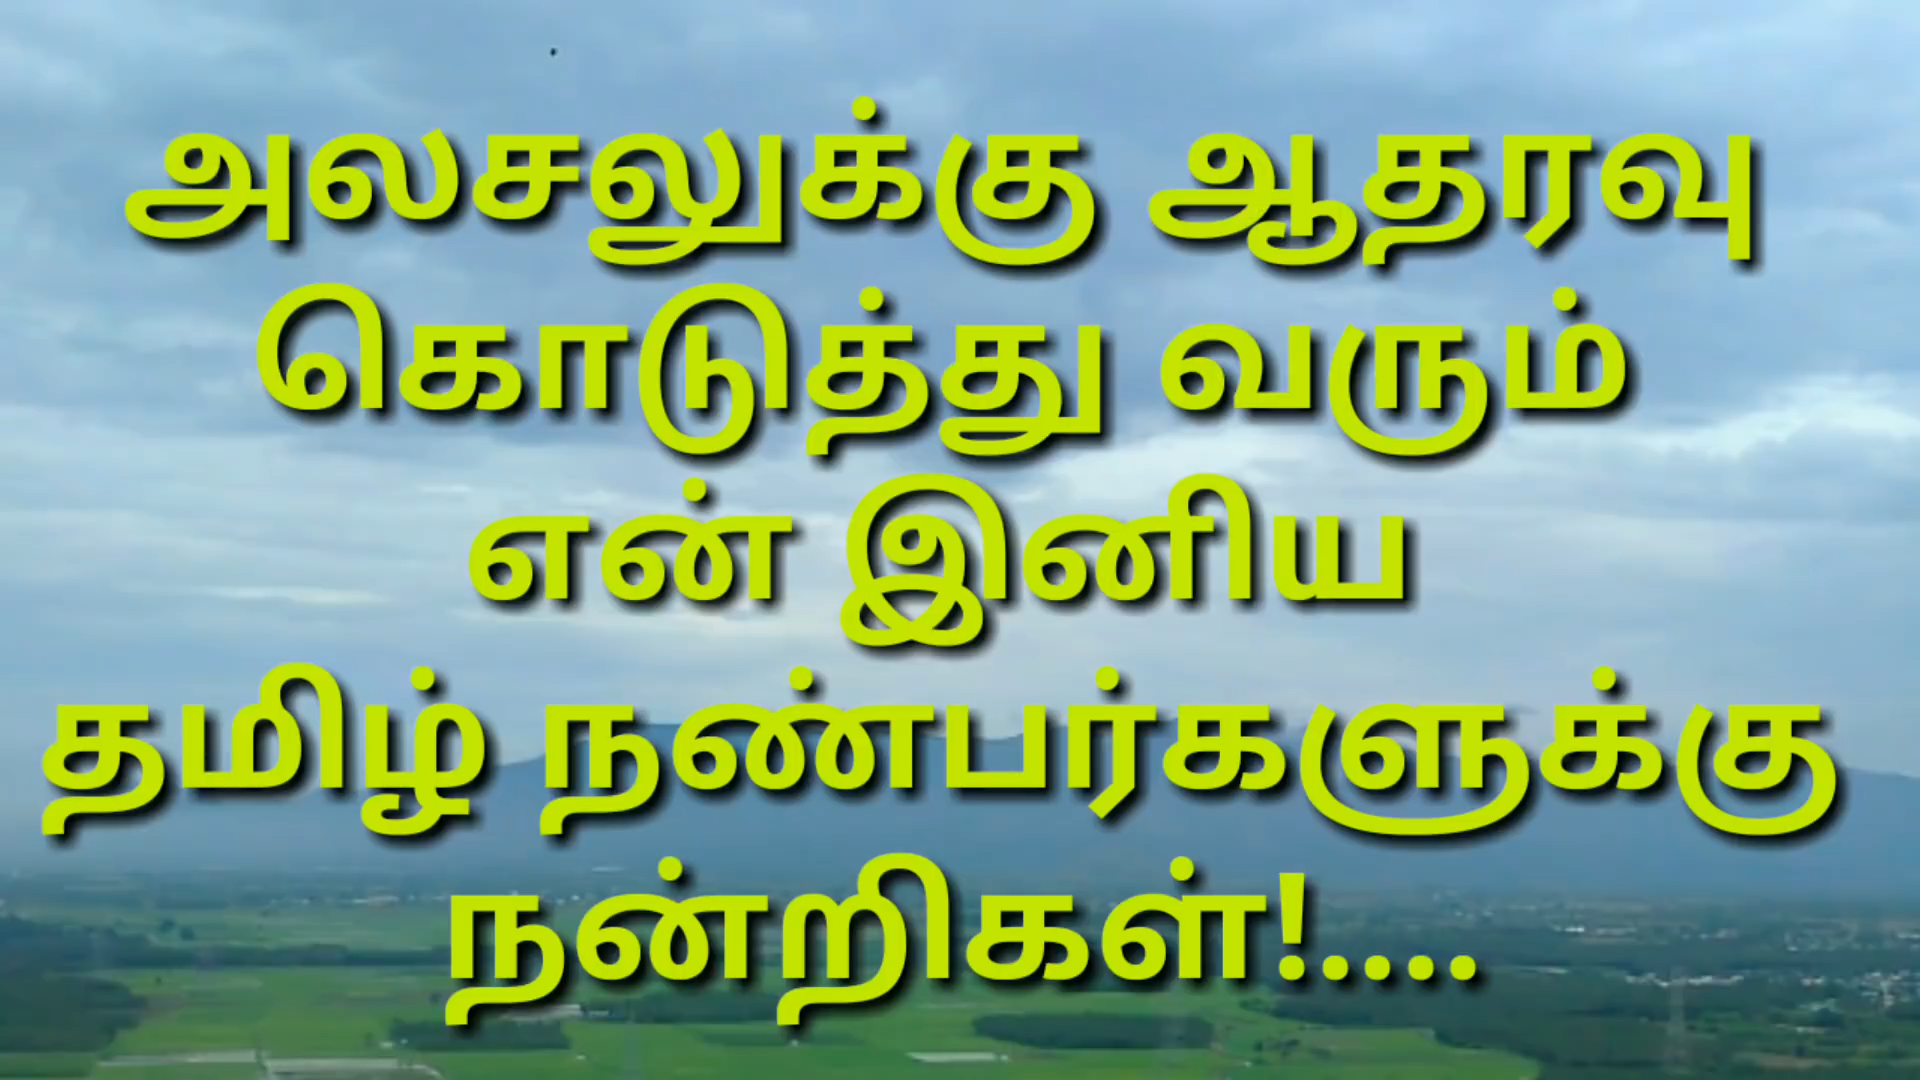 அலசலுக்கு ஆதரவு
கொடுத்து வரும்
என் இனிய
தமிழ் நண்பர்களுக்கு
நன்றிகள்!....